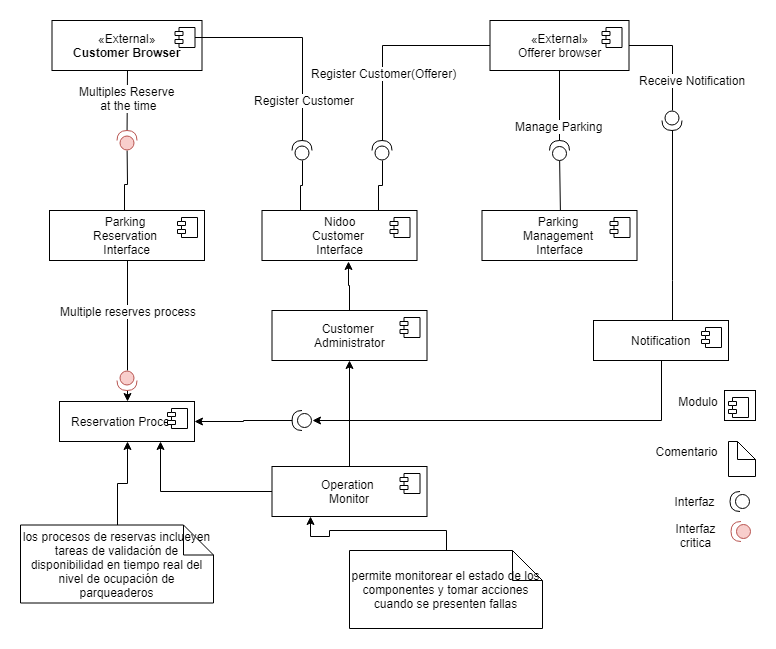 «External»
Customer Browser
«External»
Offerer browser
Register Customer(Offerer)
Receive Notification
Multiples Reserve
at the time
Register Customer
Manage Parking
Parking
Reservation
Interface
Nidoo
Customer
Interface
Parking
Management
Interface
Multiple reserves process
Customer
Administrator
Notification
Modulo
Reservation Proce
Comentario
Operation
Monitor
Interfaz
Interfaz
critica
los procesos de reservas inclueyen
tareas de validación de
disponibilidad en tiempo real del
nivel de ocupación de
parqueaderos
permite monitorear el estado de los
componentes y tomar acciones
cuando se presenten fallas